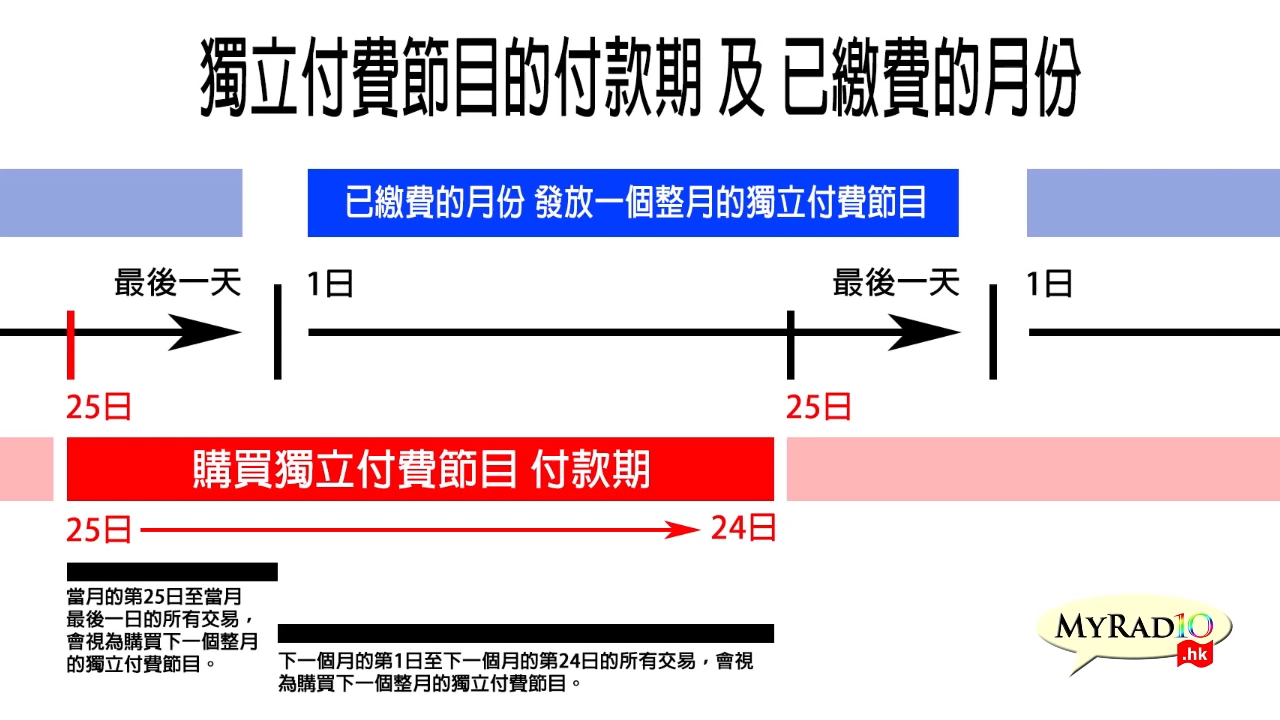 獨立付費節目的付款期 及 已繳費的月份
已繳費的月份 發放一個整月的獨立付費節目
最後一天
1日
最後一天
1日
25日
25日
購買獨立付費節目 付款期
25日
24日
當月的第25日至當月
最後一日的所有交易，
會視為購買下一個整月
的獨立付費節目。
下一個月的第1日至下一個月的第24日的所有交易，會視
為購買下一個整月的獨立付費節目。
MYRADIO
.hk